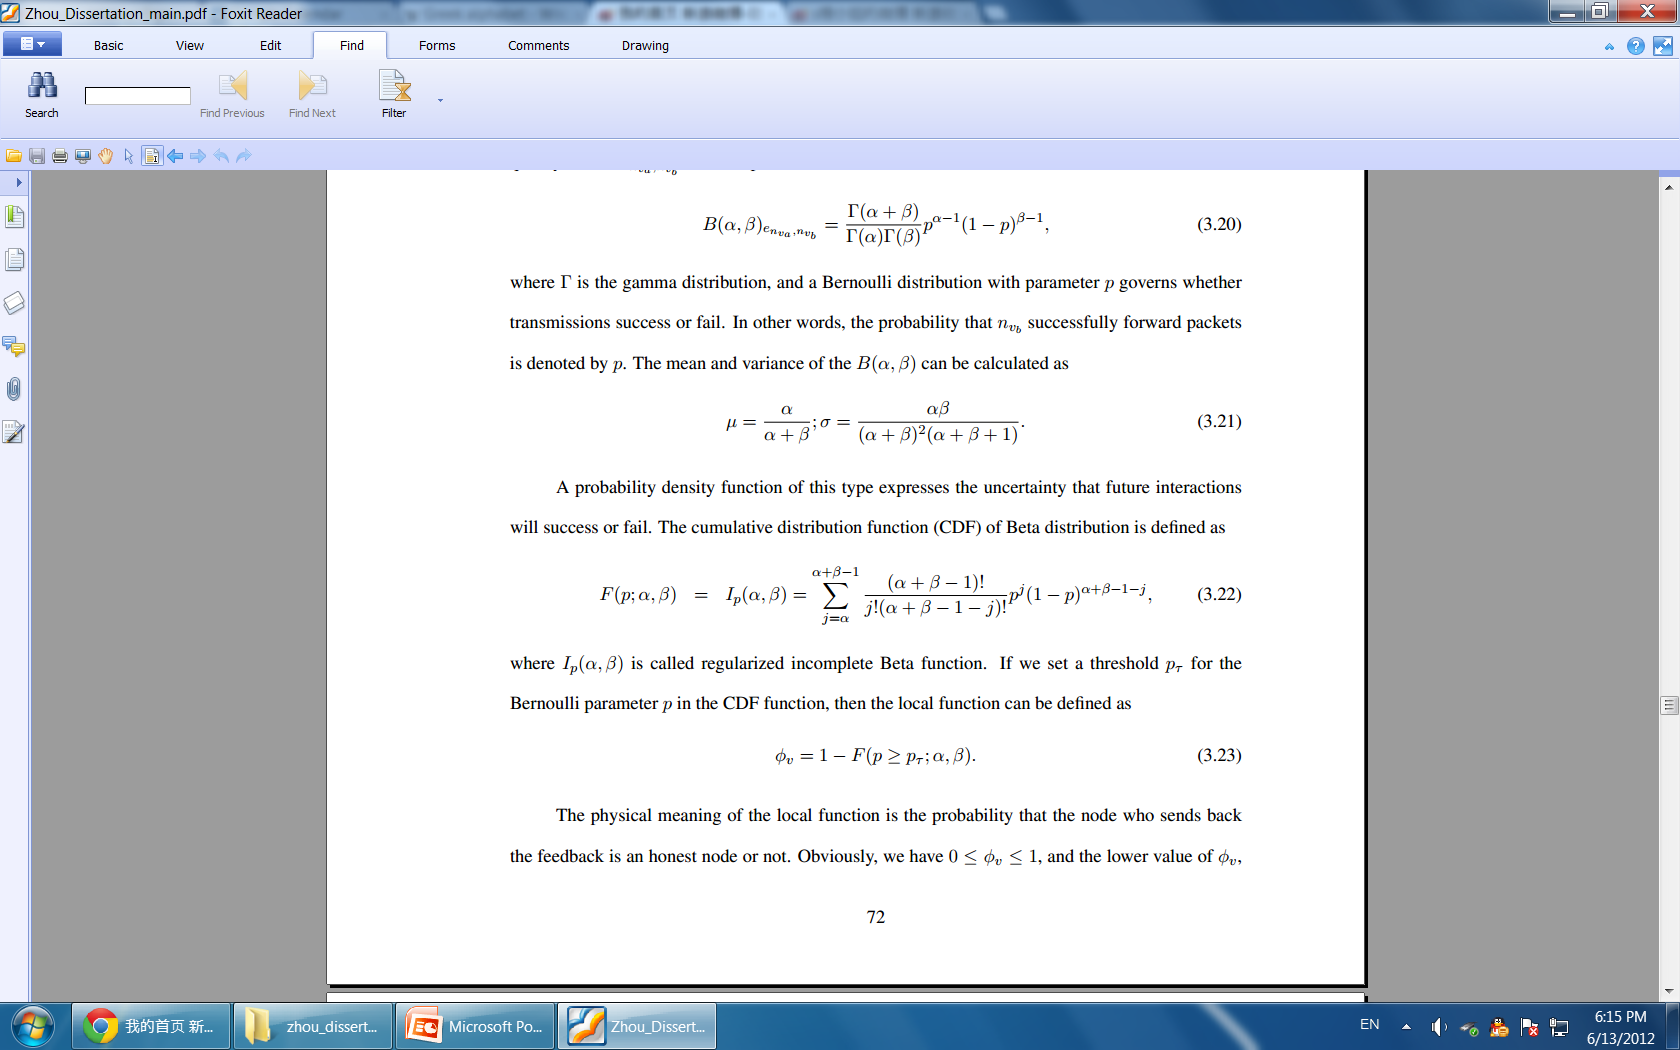 Zhou_Dissertation_main.pdf - Foxit Reader
Basic View Edit Find Forms Comments Drawing
Search Find Previous Find Next Filter
B(α, β)e_{n_{v_a},n_{v_b}} = Γ(α + β) / Γ(α)Γ(β) p^{α−1}(1 − p)^{β−1}, (3.20)
where Γ is the gamma distribution, and a Bernoulli distribution with parameter p governs whether
transmissions success or fail. In other words, the probability that n_{v_b} successfully forward packets
is denoted by p. The mean and variance of the B(α, β) can be calculated as
μ = α / (α + β); σ = αβ / (α + β)²(α + β + 1). (3.21)
A probability density function of this type expresses the uncertainty that future interactions
will success or fail. The cumulative distribution function (CDF) of Beta distribution is defined as
F(p; α, β) = I_p(α, β) = ∑_{j=α}^{α+β−1} (α + β − 1)! / j!(α + β − 1 − j)! p^j(1 − p)^{α+β−1−j}, (3.22)
where I_p(α, β) is called regularized incomplete Beta function. If we set a threshold p_τ for the
Bernoulli parameter p in the CDF function, then the local function can be defined as
ϕ_v = 1 − F(p ≥ p_τ; α, β). (3.23)
The physical meaning of the local function is the probability that the node who sends back
the feedback is an honest node or not. Obviously, we have 0 ≤ ϕ_v ≤ 1, and the lower value of ϕ_v,
72
我的首页 新... zhou_dissert... Microsoft Po... Zhou_Dissert... EN 6:15 PM
6/13/2012